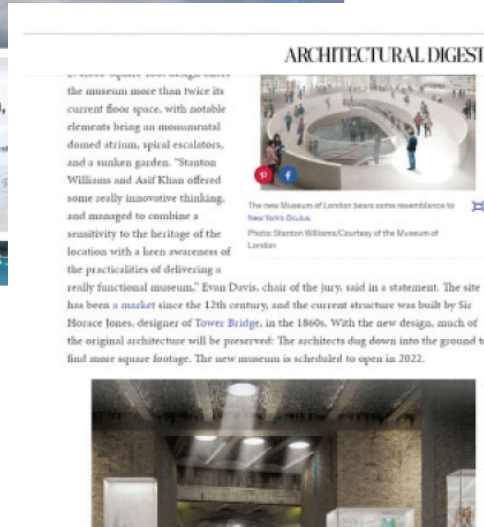 ARCHITECTURAL DIGEST
the museum more than twice its
current floor space, with notable
elements being an monumental
domed atrium, spiral escalators,
and a sunken garden. "Stanton
Williams and Asif Khan offered
some really innovative thinking,
and managed to combine a
sensitivity to the heritage of the
location with a keen awareness of
the practicalities of delivering a
The new Museum of London bears some resemblance to
New York's Oculus.
Photo: Stanton Williams/Courtesy of the Museum of
London
really functional museum," Evan Davis, chair of the jury, said in a statement. The site
has been a market since the 12th century, and the current structure was built by Sir
Horace Jones, designer of Tower Bridge, in the 1860s. With the new design, much of
the original architecture will be preserved: The architects dug down into the ground to
find more square footage. The new museum is scheduled to open in 2022.